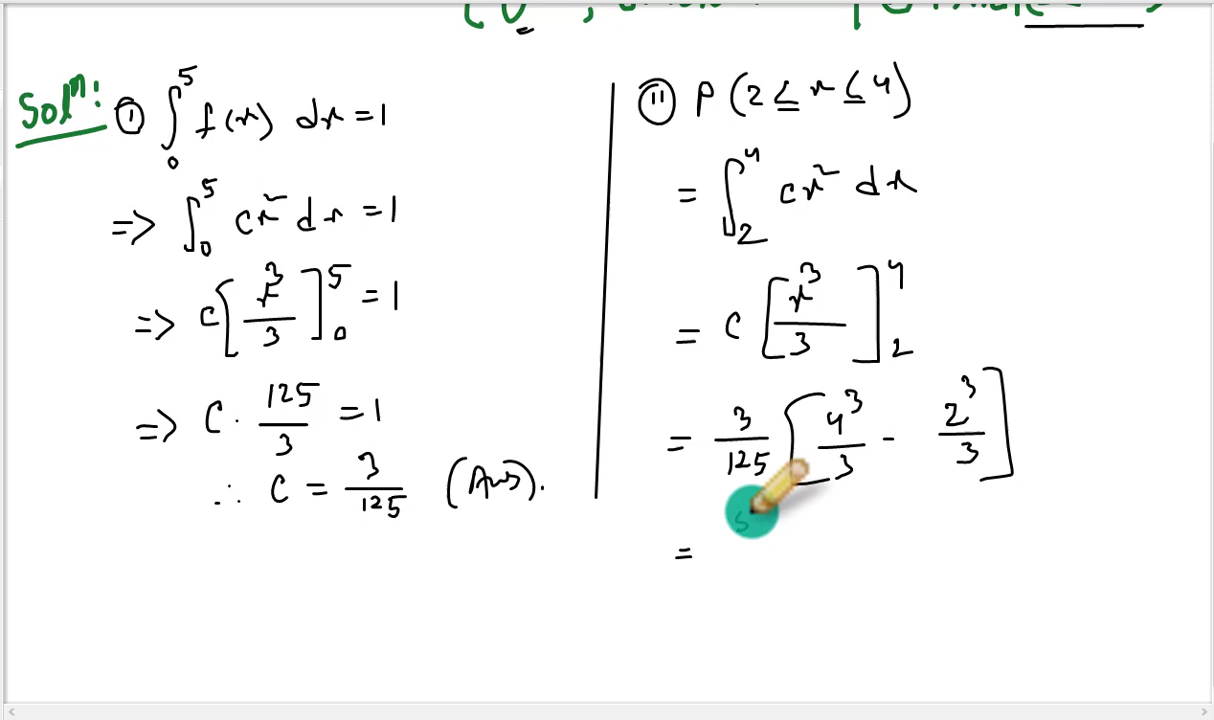 Solⁿ:
(i) ∫₀⁵ f(x) dx = 1
=> ∫₀⁵ cx² dx = 1
=> c[x³/3]₀⁵ = 1
=> C · 125/3 = 1
∴ C = 3/125 (Ans).
(ii) P(2 ≤ x ≤ 4)
= ∫₂⁴ cx² dx
= c[x³/3]₂⁴
= 3/125 [4³/3 - 2³/3]
=